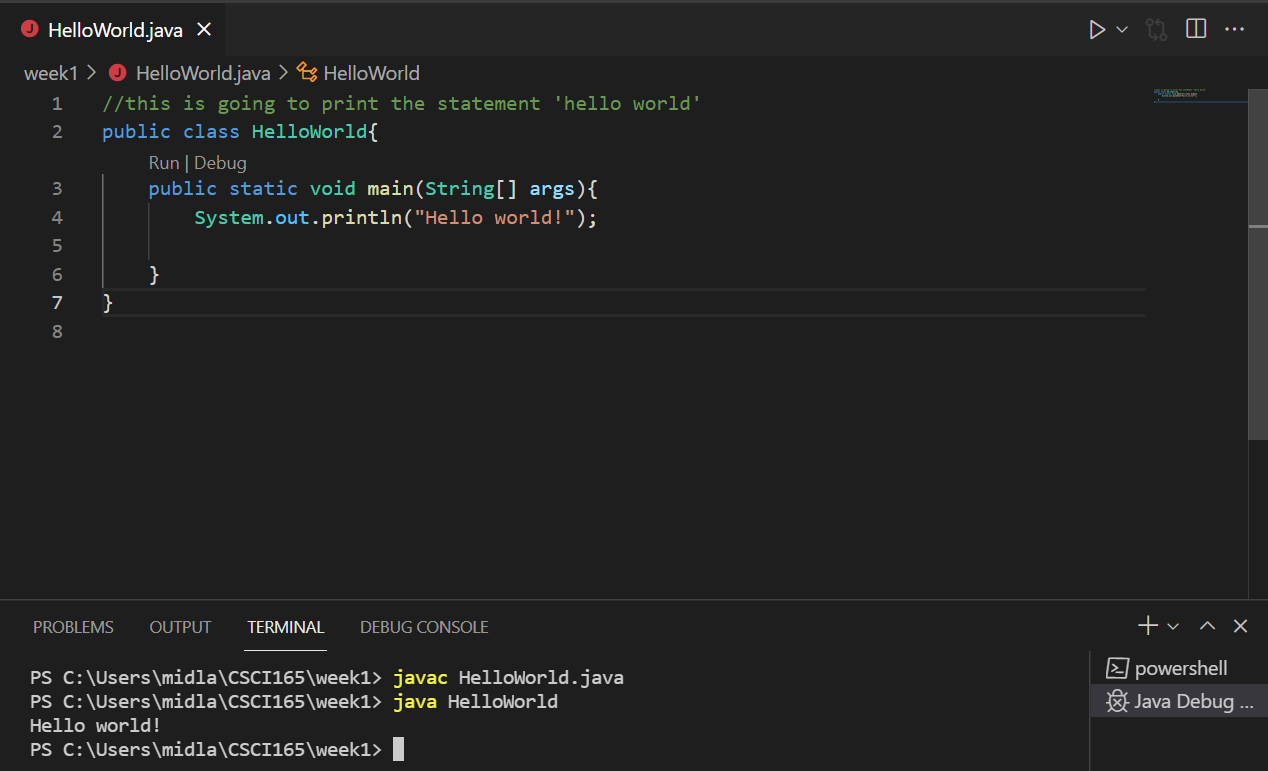 HelloWorld.java
week1 > HelloWorld.java > HelloWorld
1 //this is going to print the statement 'hello world'
2 public class HelloWorld{
Run | Debug
3 public static void main(String[] args){
4 System.out.println("Hello world!");
5
6 }
7 }
8
PROBLEMS OUTPUT TERMINAL DEBUG CONSOLE
PS C:\Users\midla\CSCI165\week1> javac HelloWorld.java
PS C:\Users\midla\CSCI165\week1> java HelloWorld
Hello world!
PS C:\Users\midla\CSCI165\week1>
powershell
Java Debug ...